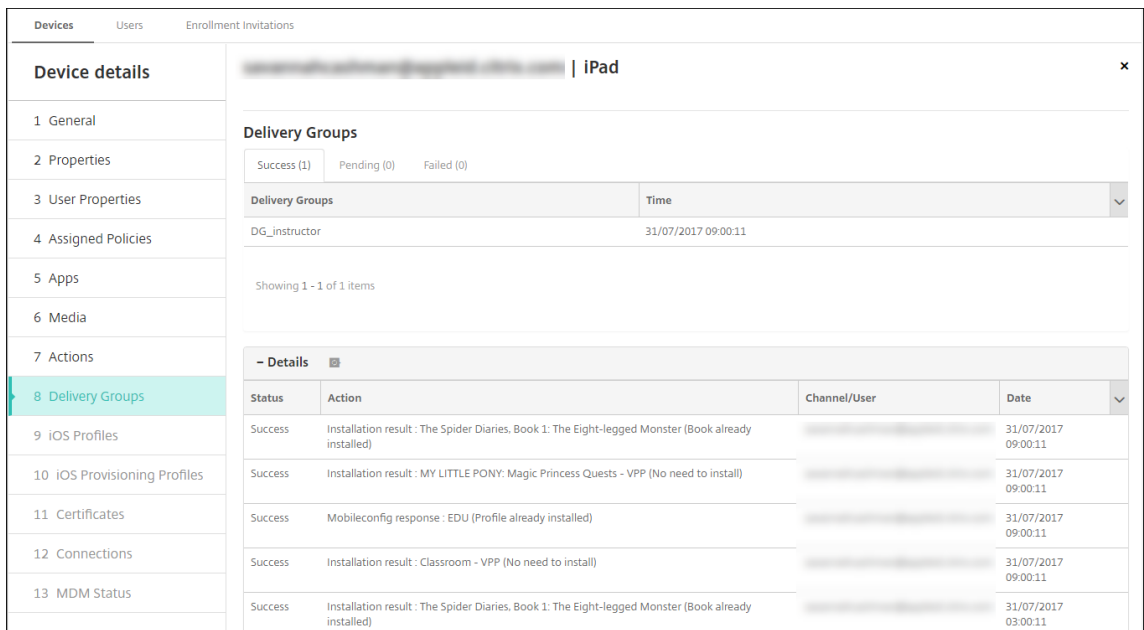 Devices Users Enrollment Invitations
Device details
| iPad
×
1 General
2 Properties
3 User Properties
4 Assigned Policies
5 Apps
6 Media
7 Actions
8 Delivery Groups
9 iOS Profiles
10 iOS Provisioning Profiles
11 Certificates
12 Connections
13 MDM Status
Delivery Groups
Success (1) Pending (0) Failed (0)
Delivery Groups Time
DG_instructor 31/07/2017 09:00:11
Showing 1 - 1 of 1 items
– Details
Status Action Channel/User Date
Success Installation result : The Spider Diaries, Book 1: The Eight-legged Monster (Book already 31/07/2017
installed) 09:00:11
Success Installation result : MY LITTLE PONY: Magic Princess Quests - VPP (No need to install) 31/07/2017
09:00:11
Success Mobileconfig response : EDU (Profile already installed) 31/07/2017
09:00:11
Success Installation result : Classroom - VPP (No need to install) 31/07/2017
09:00:11
Success Installation result : The Spider Diaries, Book 1: The Eight-legged Monster (Book already 31/07/2017
installed) 03:00:11